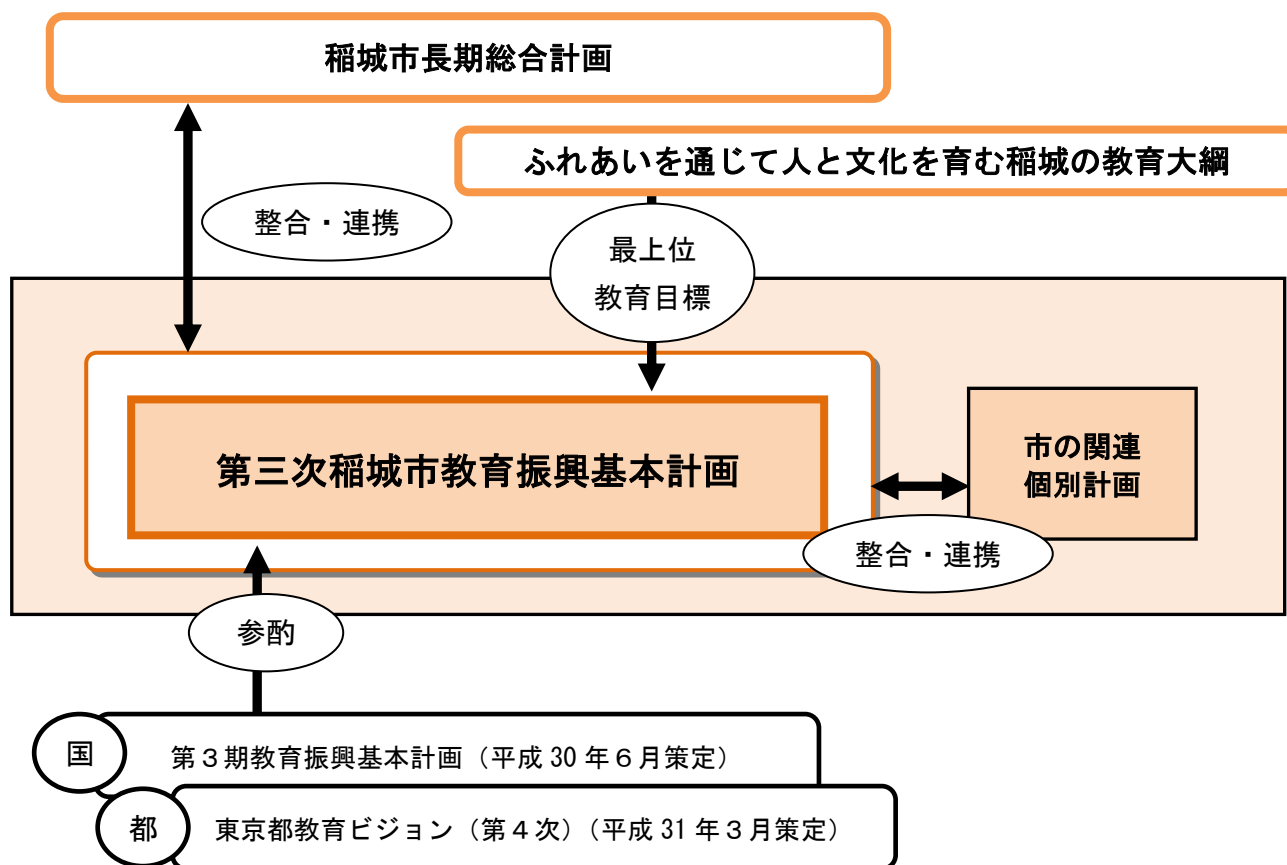 稲城市長期総合計画
ふれあいを通じて人と文化を育む稲城の教育大綱
整合・連携
最上位
教育目標
第三次稲城市教育振興基本計画
市の関連
個別計画
整合・連携
参酌
国
第３期教育振興基本計画（平成 30 年６月策定）
都
東京都教育ビジョン（第４次）（平成 31 年３月策定）